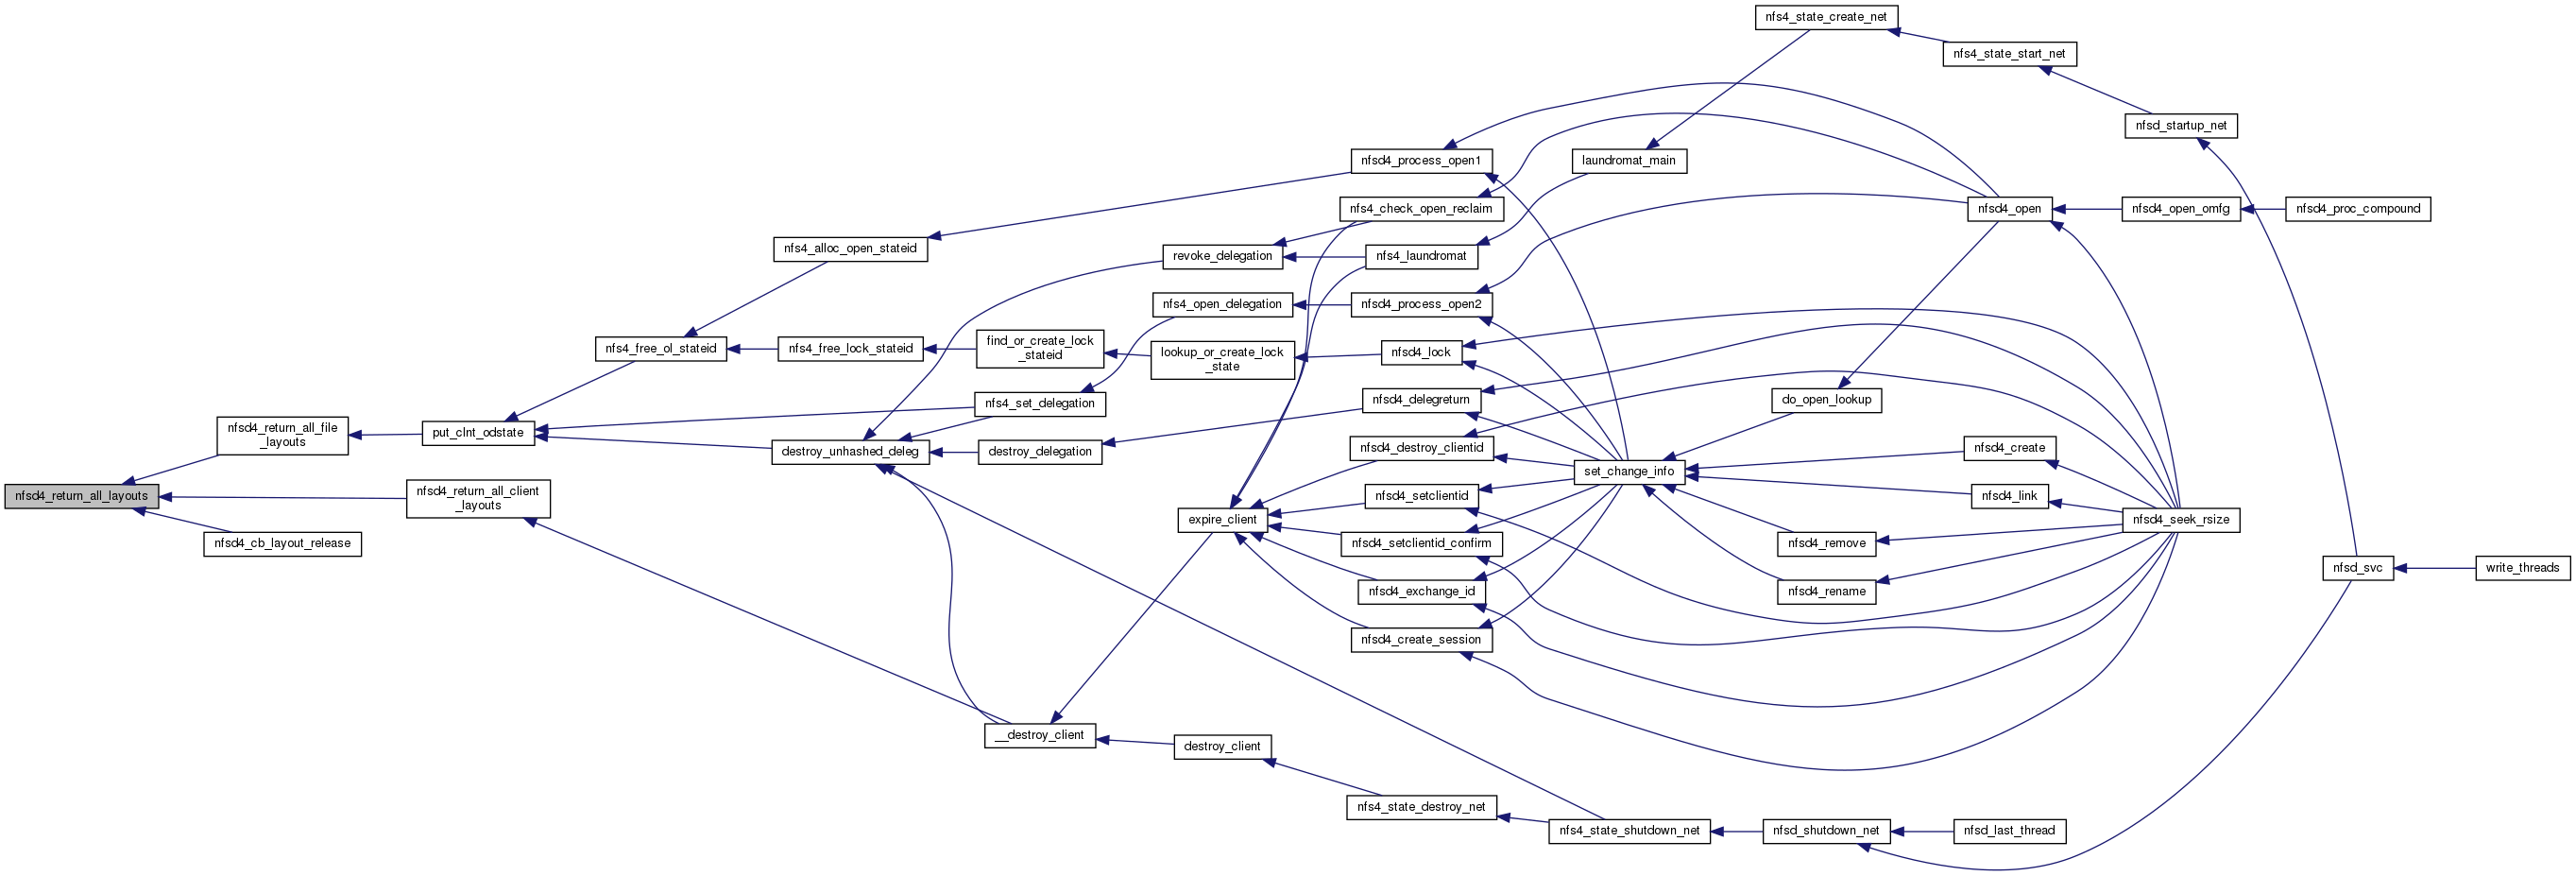 nfs4_state_create_net
nfs4_state_start_net
nfsd_startup_net
nfsd4_process_open1
laundromat_main
nfs4_check_open_reclaim
nfsd4_open
nfsd4_open_omfg
nfsd4_proc_compound
nfs4_alloc_open_stateid
revoke_delegation
nfs4_laundromat
nfs4_open_delegation
nfsd4_process_open2
nfs4_free_ol_stateid
nfs4_free_lock_stateid
find_or_create_lock
_stateid
lookup_or_create_lock
_state
nfsd4_lock
nfs4_set_delegation
nfsd4_delegreturn
do_open_lookup
nfsd4_return_all_file
_layouts
put_clnt_odstate
destroy_unhashed_deleg
destroy_delegation
nfsd4_destroy_clientid
set_change_info
nfsd4_create
nfsd4_return_all_layouts
nfsd4_return_all_client
_layouts
nfsd4_setclientid
nfsd4_link
expire_client
nfsd4_seek_rsize
nfsd4_cb_layout_release
nfsd4_setclientid_confirm
nfsd4_remove
nfsd_svc
write_threads
nfsd4_exchange_id
nfsd4_rename
nfsd4_create_session
__destroy_client
destroy_client
nfs4_state_destroy_net
nfs4_state_shutdown_net
nfsd_shutdown_net
nfsd_last_thread